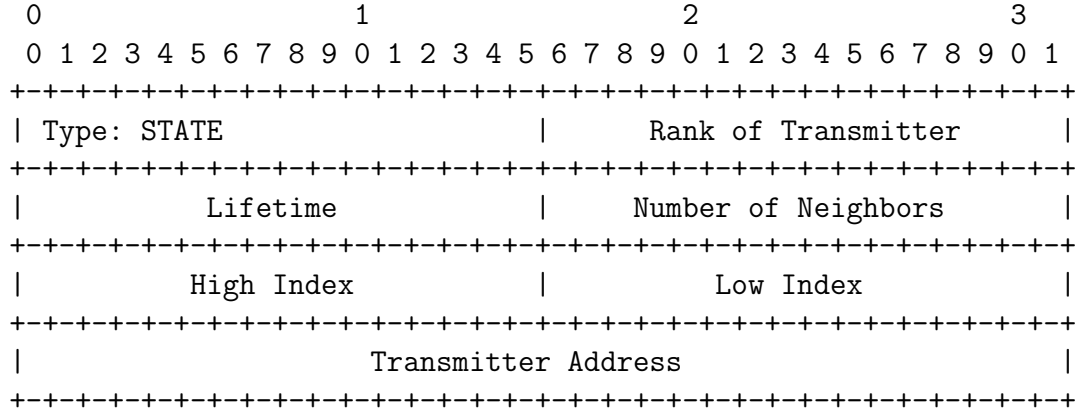 0                   1                   2                   3
0 1 2 3 4 5 6 7 8 9 0 1 2 3 4 5 6 7 8 9 0 1 2 3 4 5 6 7 8 9 0 1
+-+-+-+-+-+-+-+-+-+-+-+-+-+-+-+-+-+-+-+-+-+-+-+-+-+-+-+-+-+-+-+-+
| Type: STATE                   |      Rank of Transmitter      |
+-+-+-+-+-+-+-+-+-+-+-+-+-+-+-+-+-+-+-+-+-+-+-+-+-+-+-+-+-+-+-+-+
|           Lifetime            |     Number of Neighbors       |
+-+-+-+-+-+-+-+-+-+-+-+-+-+-+-+-+-+-+-+-+-+-+-+-+-+-+-+-+-+-+-+-+
|          High Index           |          Low Index            |
+-+-+-+-+-+-+-+-+-+-+-+-+-+-+-+-+-+-+-+-+-+-+-+-+-+-+-+-+-+-+-+-+
|                     Transmitter Address                       |
+-+-+-+-+-+-+-+-+-+-+-+-+-+-+-+-+-+-+-+-+-+-+-+-+-+-+-+-+-+-+-+-+